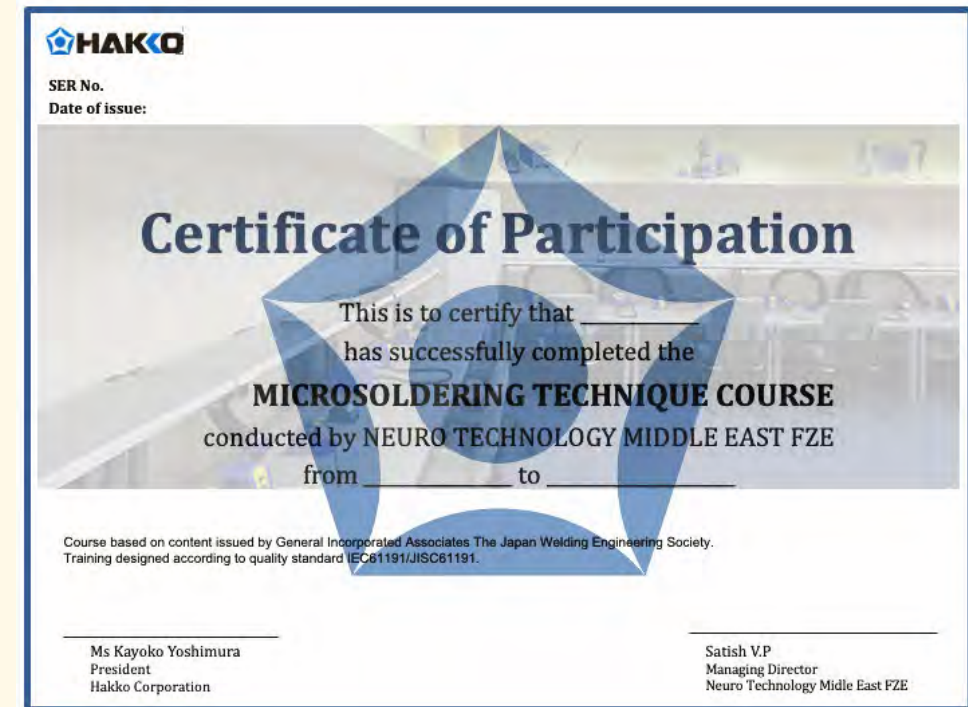 HAKKO
SER No.
Date of issue:
Certificate of Participation
This is to certify that __________
has successfully completed the
MICROSOLDERING TECHNIQUE COURSE
conducted by NEURO TECHNOLOGY MIDDLE EAST FZE
from ____________ to _______________
Course based on content issued by General Incorporated Associates The Japan Welding Engineering Society.
Training designed according to quality standard IEC61191/JISC61191.
Ms Kayoko Yoshimura
President
Hakko Corporation
Satish V.P
Managing Director
Neuro Technology Midle East FZE